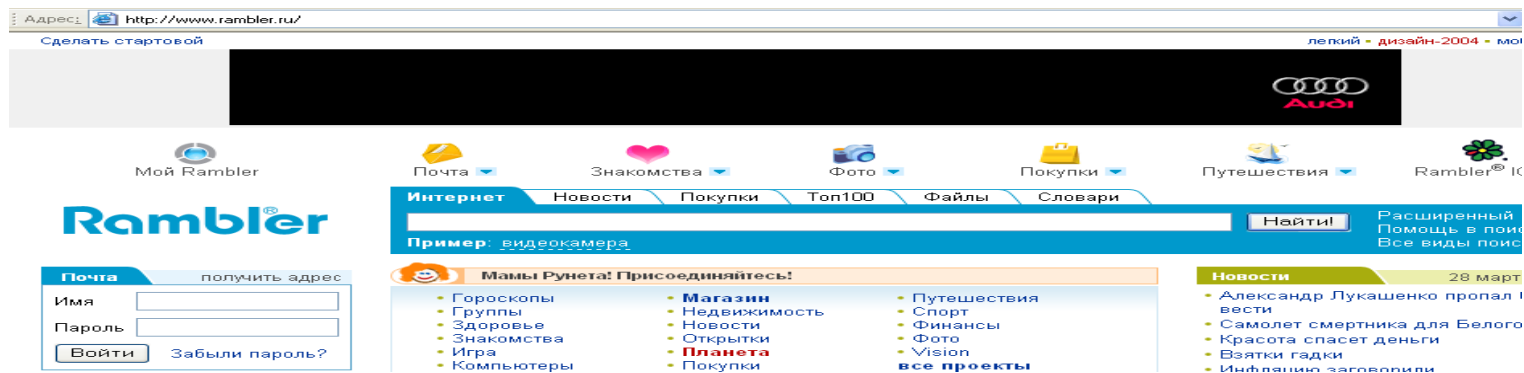 Адрес: http://www.rambler.ru/
Сделать стартовой
легкий • дизайн-2004 •
Audi
Мой Rambler
Почта
Знакомства
Фото
Покупки
Путешествия
Rambler®
Интернет Новости Покупки Топ100 Файлы Словари
Rambler
Найти!
Расширенный
Помощь в
Все виды
Пример: видеокамера
Почта получить адрес
Имя
Пароль
Войти Забыли пароль?
Мамы Рунета! Присоединяйтесь!
• Гороскопы
• Группы
• Здоровье
• Знакомства
• Игра
• Компьютеры
• Магазин
• Недвижимость
• Новости
• Открытки
• Планета
• Покупки
• Путешествия
• Спорт
• Финансы
• Фото
• Vision
все проекты
Новости 28
• Александр Лукашенко пропал
вести
• Самолет смертника для Белого
• Красота спасет деньги
• Взятки гадки
• Инфляцию заговорили